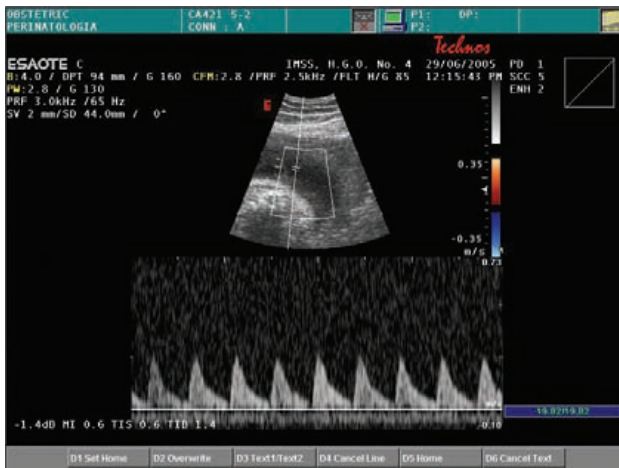 OBSTETRIC CA421 5-2 P1: OP:
PERINATOLOGIA CONN : A P2:
Technos
ESAOTE C IMSS, H.G.O. No. 4 29/06/2005 PD 1
B:4.0 / DPT 94 mm / G 160 CFM:2.8 /PRF 2.5kHz /FLT H/G 85 12:15:43 PM SCC 5
PW:2.8 / G 130 ENH 2
PRF 3.0kHz /65 Hz
SV 2 mm/SD 44.0mm / 0°
0.35
-0.35
m/s
0.73
-0.10
-1.4dB MI 0.6 TIS 0.6 TIB 1.4
D1 Set Home D2 Overwrite D3 Text1/Text2 D4 Cancel Line D5 Home D6 Cancel Text